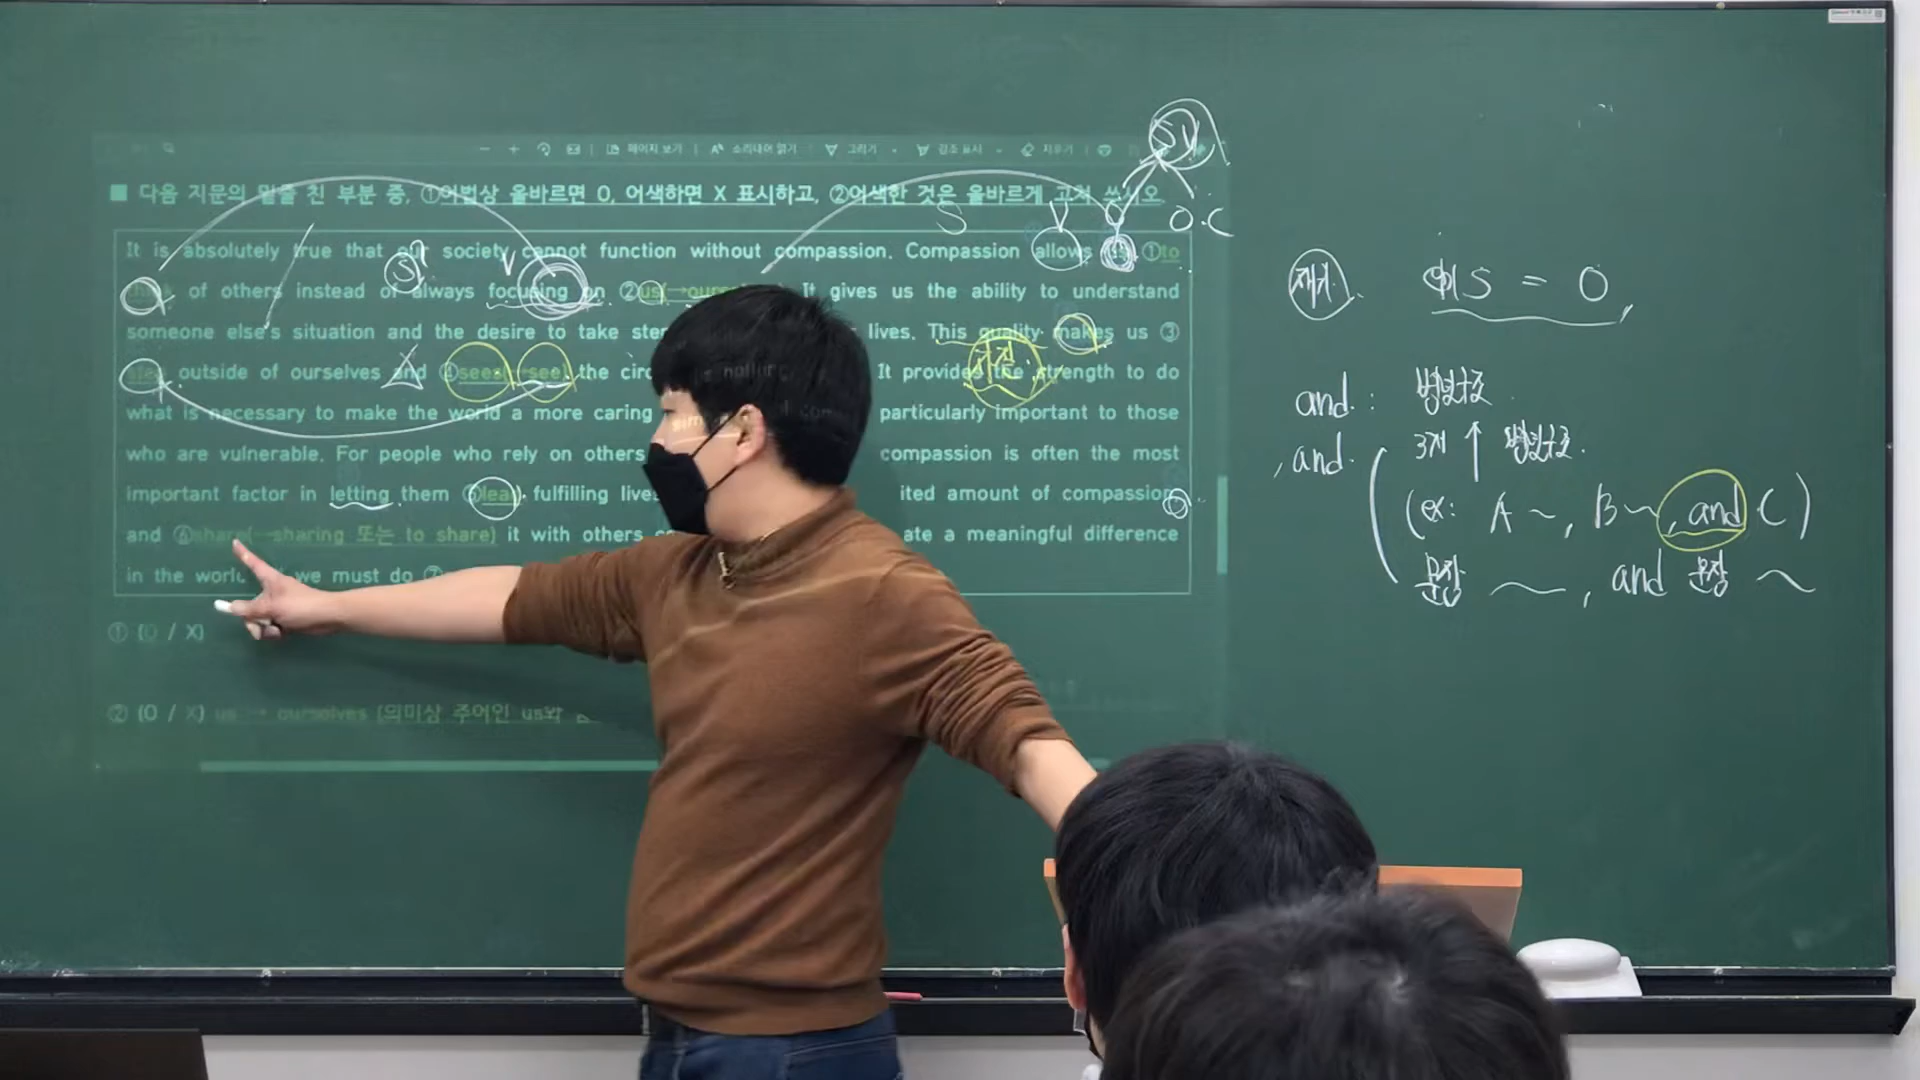 페이지 보기 | 소리내어 읽기 | 그리기 강조 표시 지우기
■ 다음 지문의 밑줄 친 부분 중, ①어법상 올바르면 O, 어색하면 X 표시하고, ②어색한 것은 올바르게 고쳐 쓰시오.
S V O O.C
SV
It is absolutely true that our society cannot function without compassion. Compassion allows us ①to
think of others instead of always focusing on ②us(→ourse It gives us the ability to understand
S' V
someone else's situation and the desire to take ste lives. This quality makes us ③
step outside of ourselves and ④sees(→see) the circ It provides the strength to do
what is necessary to make the world a more caring particularly important to those
who are vulnerable. For people who rely on others compassion is often the most
important factor in letting them ⑤lead fulfilling live ited amount of compassion
and ⑥share(→sharing 또는 to share) it with others ate a meaningful difference
in the world we must do ⑦
① (O / X)
② (O / X) us → ourselves (의미상 주어인 us와
재귀. S = O
and. : 병렬구조
, and. 3개 ↑ 병렬구조.
(ex: A ~, B ~ , and C)
문장 ~ , and 문장 ~